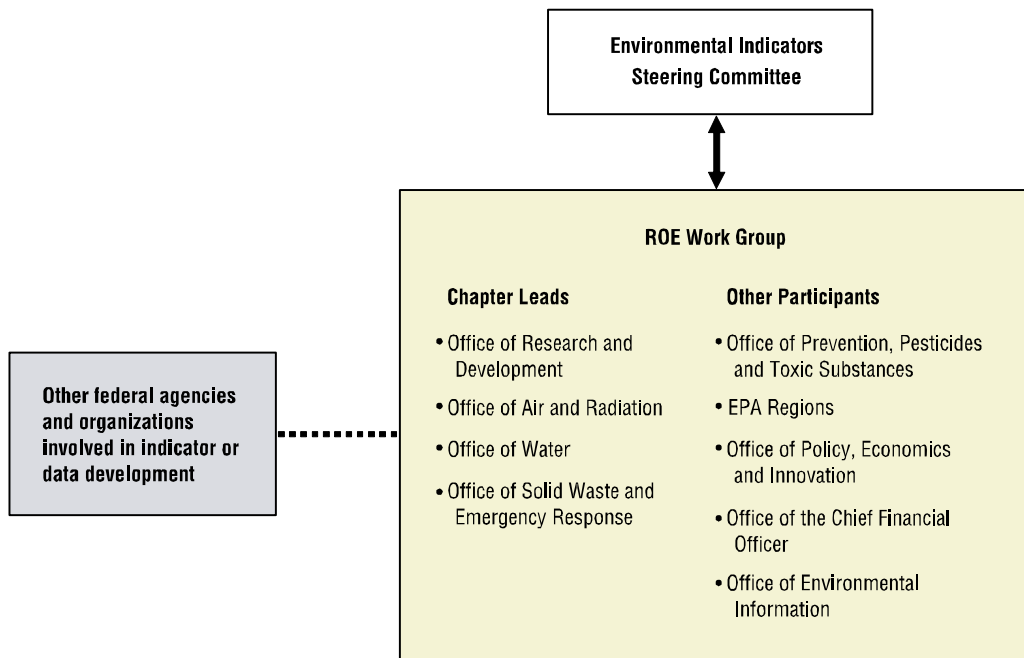 Environmental Indicators
Steering Committee
ROE Work Group
Chapter Leads
• Office of Research and
Development
• Office of Air and Radiation
• Office of Water
• Office of Solid Waste and
Emergency Response
Other Participants
• Office of Prevention, Pesticides
and Toxic Substances
• EPA Regions
• Office of Policy, Economics
and Innovation
• Office of the Chief Financial
Officer
• Office of Environmental
Information
Other federal agencies
and organizations
involved in indicator or
data development